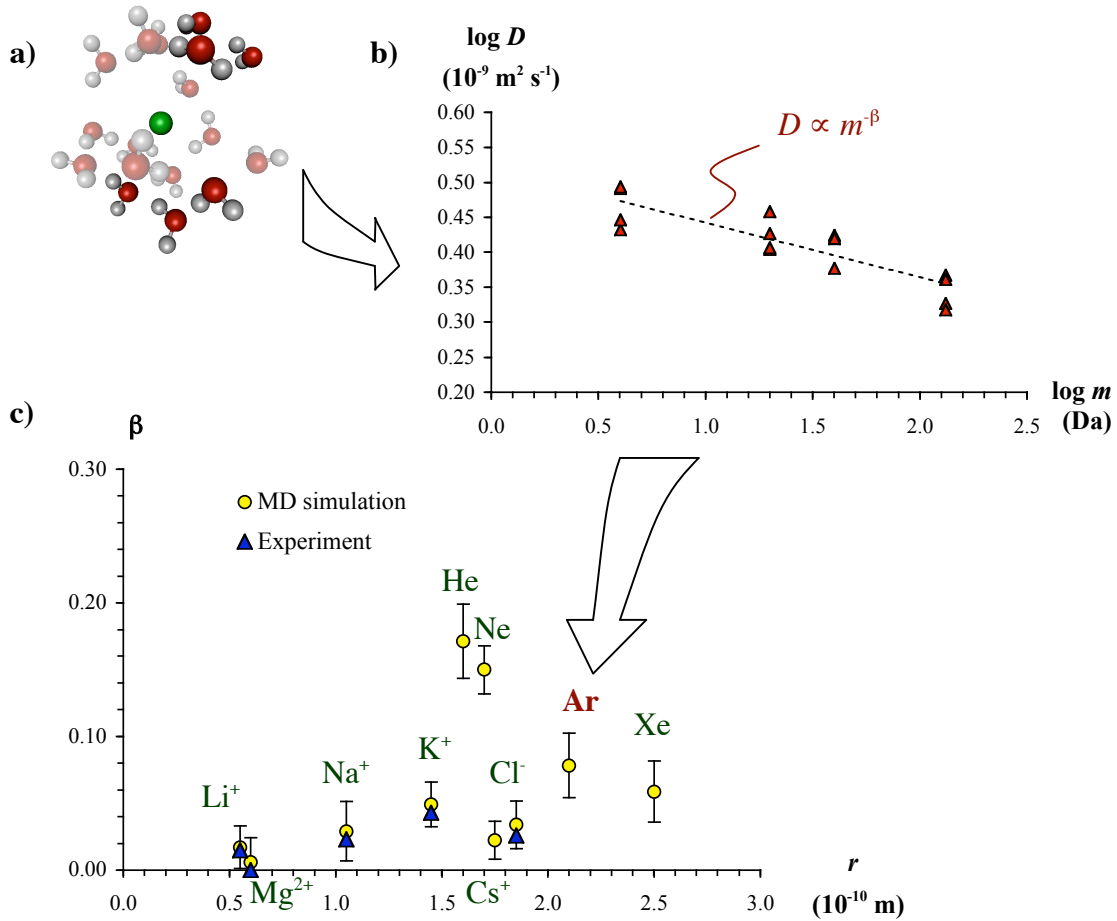 a)
b)
log D
(10⁻⁹ m² s⁻¹)
D ∝ m^-β
0.60
0.55
0.50
0.45
0.40
0.35
0.30
0.25
0.20
0.0 0.5 1.0 1.5 2.0 2.5
log m
(Da)
c)
β
0.30
0.20
0.10
0.00
MD simulation
Experiment
He
Ne
Ar
Xe
K⁺
Cl⁻
Na⁺
Li⁺
Mg²⁺
Cs⁺
0.0 0.5 1.0 1.5 2.0 2.5 3.0
r
(10⁻¹⁰ m)